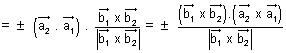 = ± (a₂⃗ . a₁⃗) . (b₁⃗ x b₂⃗)/|b₁⃗ x b₂⃗| = ± (b₁⃗ x b₂⃗).(a₂⃗ x a₁⃗)/|b₁⃗ x b₂⃗|